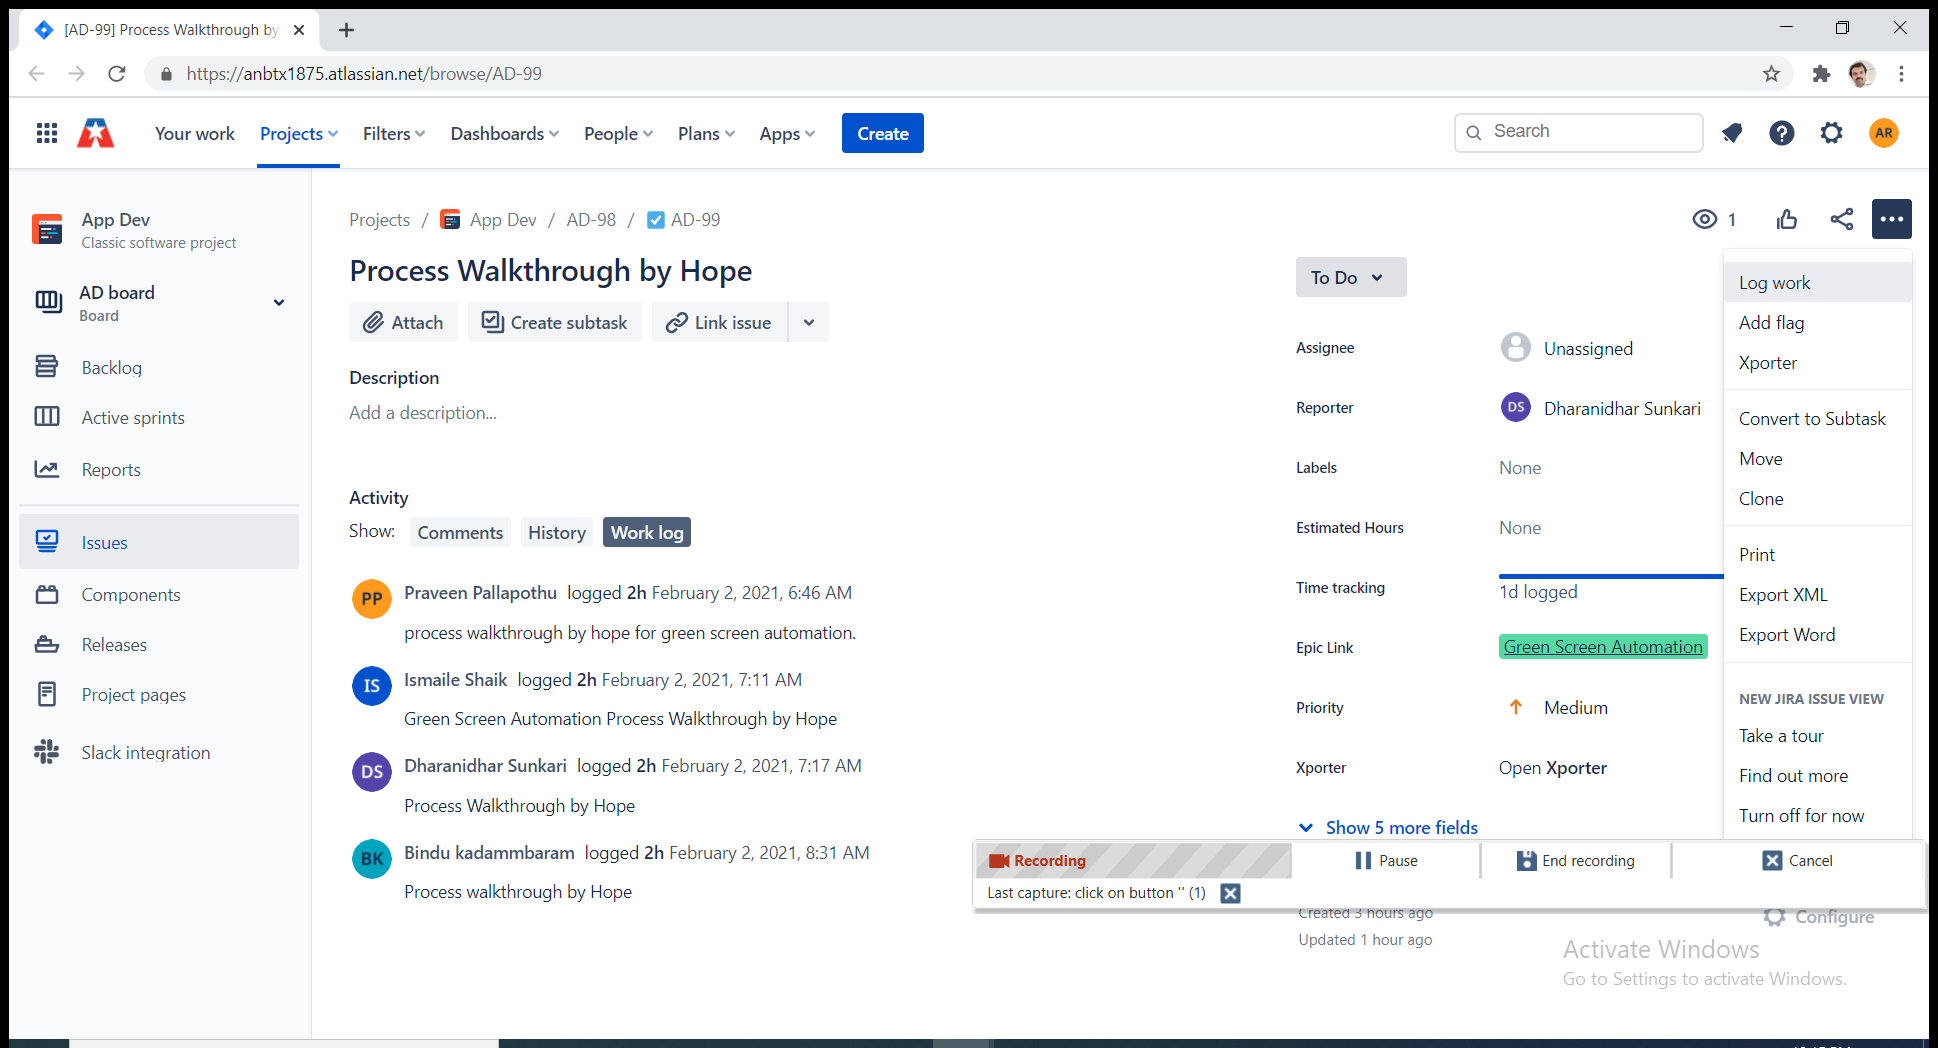 [AD-99] Process Walkthrough by
https://anbtx1875.atlassian.net/browse/AD-99
Your work Projects Filters Dashboards People Plans Apps Create Search AR
App Dev
Classic software project
AD board
Board
Backlog
Active sprints
Reports
Issues
Components
Releases
Project pages
Slack integration
Projects / App Dev / AD-98 / AD-99
1
Process Walkthrough by Hope
Attach Create subtask Link issue
Description
Add a description...
Activity
Show: Comments History Work log
PP Praveen Pallapothu logged 2h February 2, 2021, 6:46 AM
process walkthrough by hope for green screen automation.
IS Ismaile Shaik logged 2h February 2, 2021, 7:11 AM
Green Screen Automation Process Walkthrough by Hope
DS Dharanidhar Sunkari logged 2h February 2, 2021, 7:17 AM
Process Walkthrough by Hope
BK Bindu kadammbaram logged 2h February 2, 2021, 8:31 AM
Process walkthrough by Hope
To Do
Assignee Unassigned
Reporter DS Dharanidhar Sunkari
Labels None
Estimated Hours None
Time tracking 1d logged
Epic Link Green Screen Automation
Priority Medium
Xporter Open Xporter
Show 5 more fields
Log work
Add flag
Xporter
Convert to Subtask
Move
Clone
Print
Export XML
Export Word
NEW JIRA ISSUE VIEW
Take a tour
Find out more
Turn off for now
Recording Pause End recording Cancel
Last capture: click on button '' (1)
Created 3 hours ago
Updated 1 hour ago
Configure
Activate Windows
Go to Settings to activate Windows.